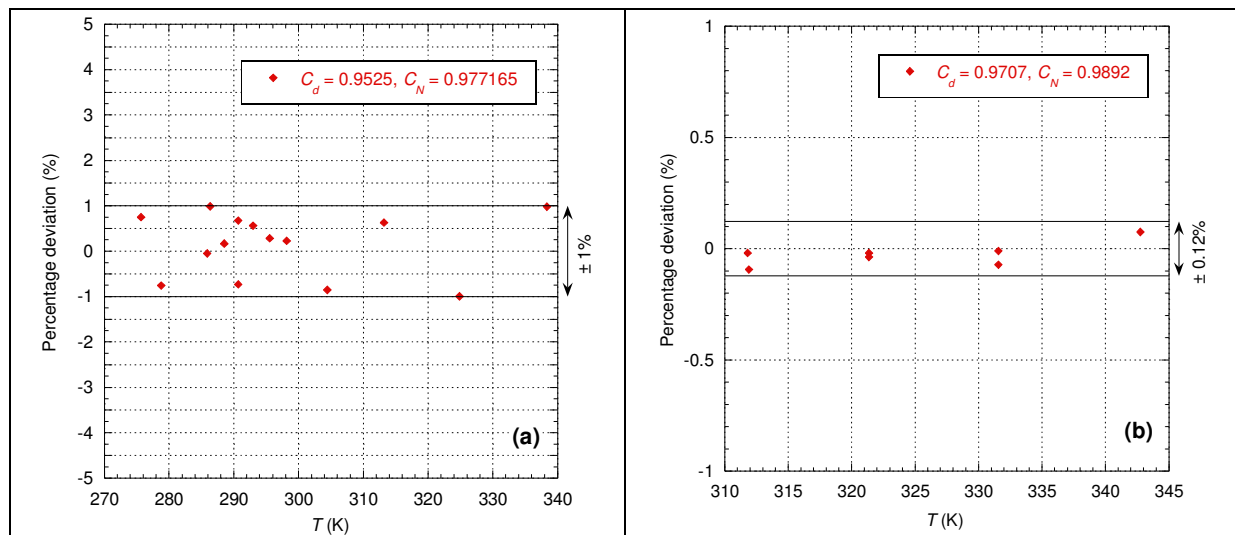 5
4
3
2
1
0
-1
-2
-3
-4
-5
Percentage deviation (%)
C_d = 0.9525, C_N = 0.977165
± 1%
(a)
270 280 290 300 310 320 330 340
T (K)
1
0.5
0
-0.5
-1
Percentage deviation (%)
C_d = 0.9707, C_N = 0.9892
± 0.12%
(b)
310 315 320 325 330 335 340 345
T (K)